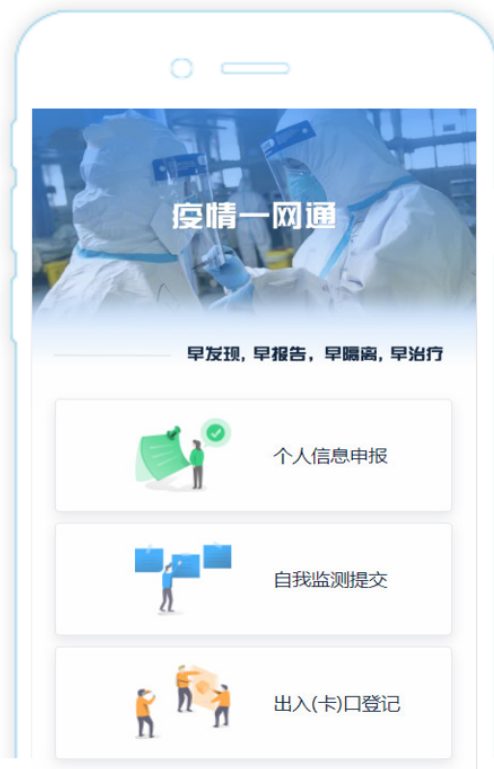 疫情一网通
早发现, 早报告, 早隔离, 早治疗
个人信息申报
自我监测提交
出入(卡)口登记